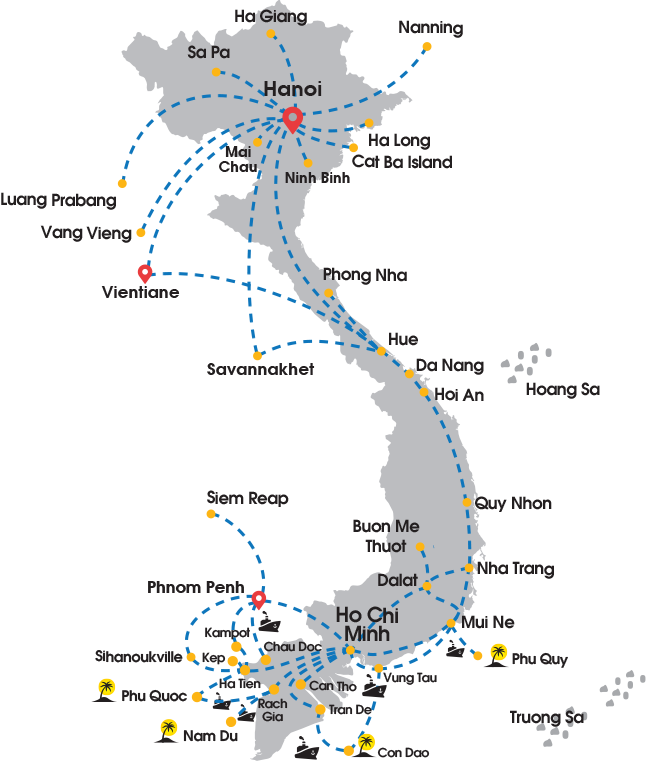 Ha Giang
Nanning
Sa Pa
Hanoi
Ha Long
Mai
Chau
Cat Ba Island
Ninh Binh
Luang Prabang
Vang Vieng
Phong Nha
Vientiane
Hue
Savannakhet
Da Nang
Hoi An
Hoang Sa
Siem Reap
Quy Nhon
Buon Me
Thuot
Nha Trang
Dalat
Phnom Penh
Ho Chi
Minh
Mui Ne
Kambot
Chau Doc
Sihanoukville
Kep
Phu Quy
Ha Tien
Vung Tau
Can Tho
Phu Quoc
Rach
Gia
Tran De
Truong Sa
Nam Du
Con Dao